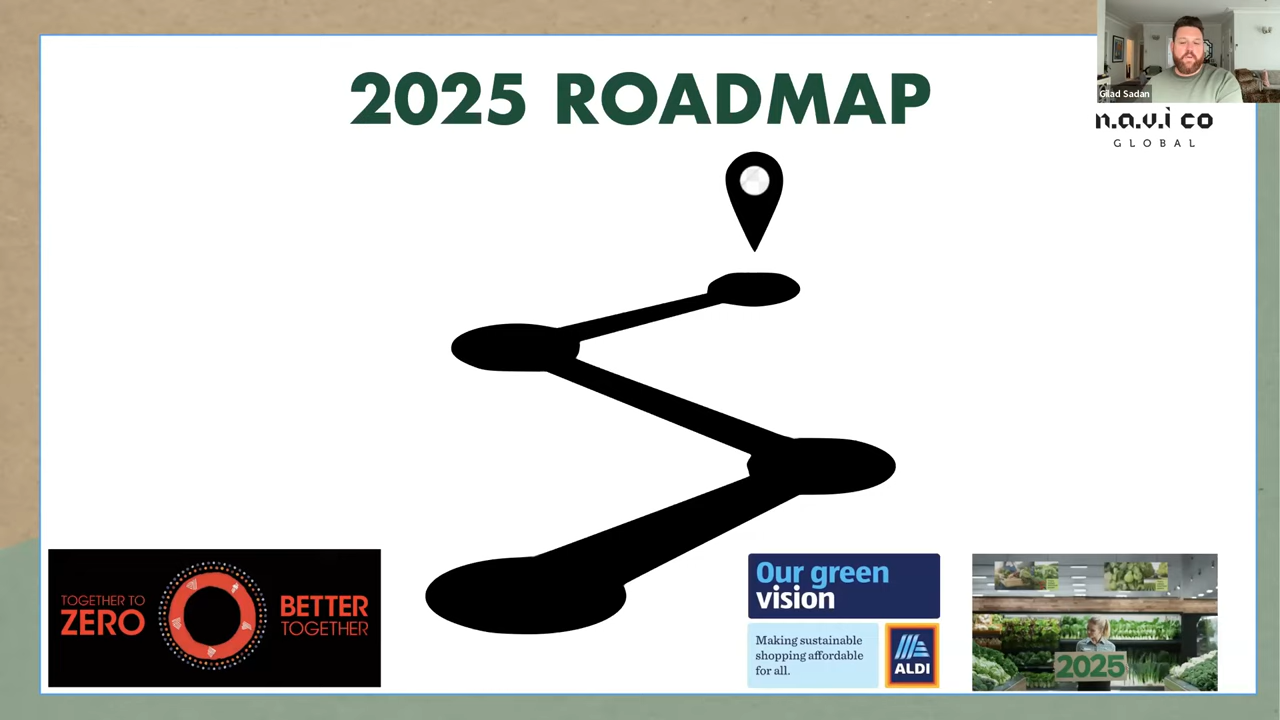 2025 ROADMAP
Gilad Sadan
n.a.v.i co
GLOBAL
TOGETHER TO
ZERO
BETTER
TOGETHER
Our green
vision
Making sustainable
shopping affordable
for all.
ALDI
2025